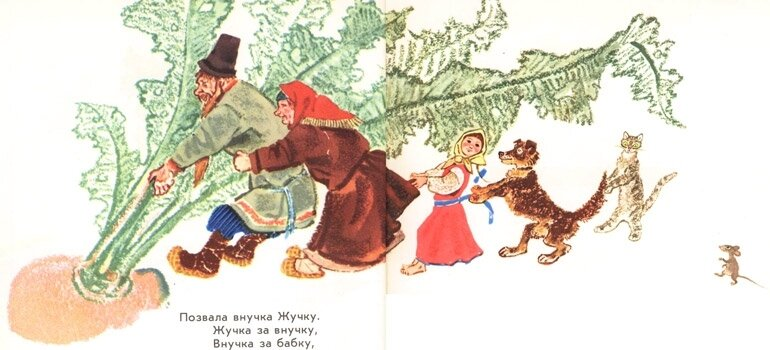 Позвала внучка Жучку.
Жучка за внучку,
Внучка за бабку,